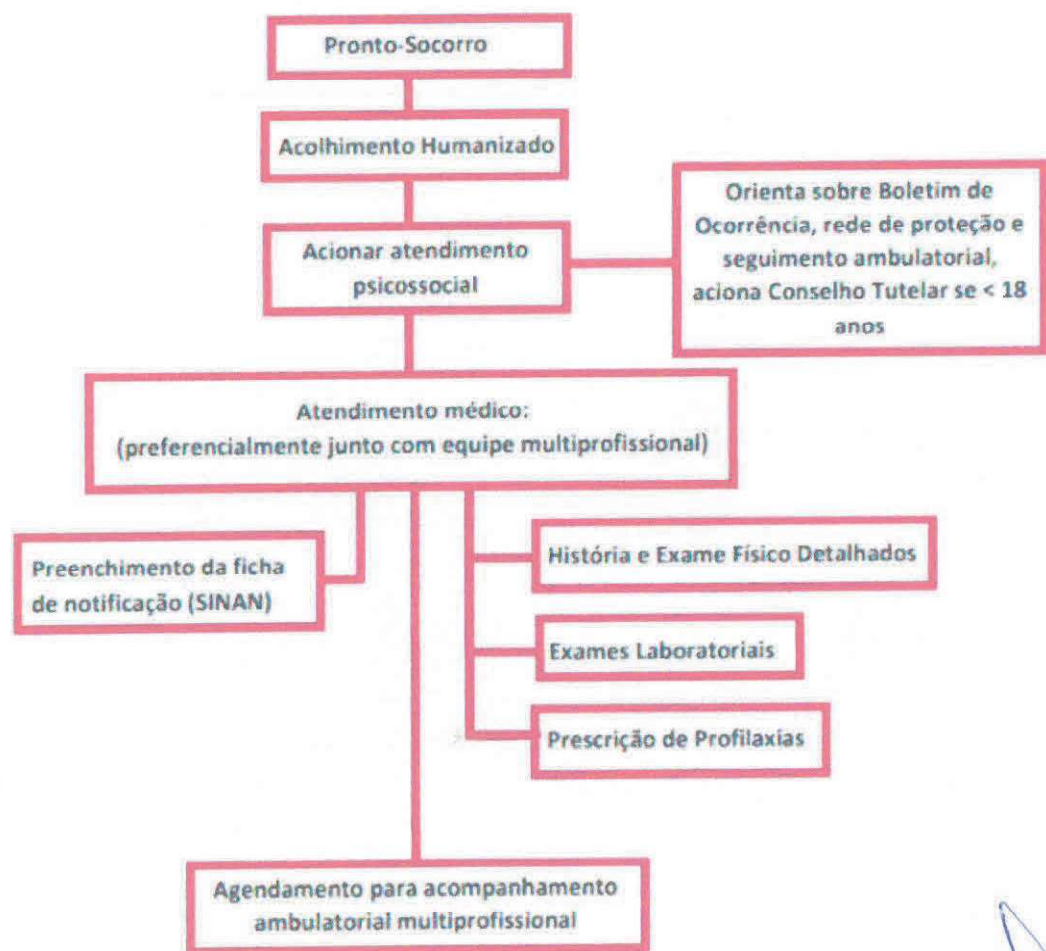 Pronto-Socorro
Acolhimento Humanizado
Acionar atendimento
psicossocial
Orienta sobre Boletim de
Ocorrência, rede de proteção e
seguimento ambulatorial,
aciona Conselho Tutelar se < 18
anos
Atendimento médico:
(preferencialmente junto com equipe multiprofissional)
Preenchimento da ficha
de notificação (SINAN)
História e Exame Físico Detalhados
Exames Laboratoriais
Prescrição de Profilaxias
Agendamento para acompanhamento
ambulatorial multiprofissional